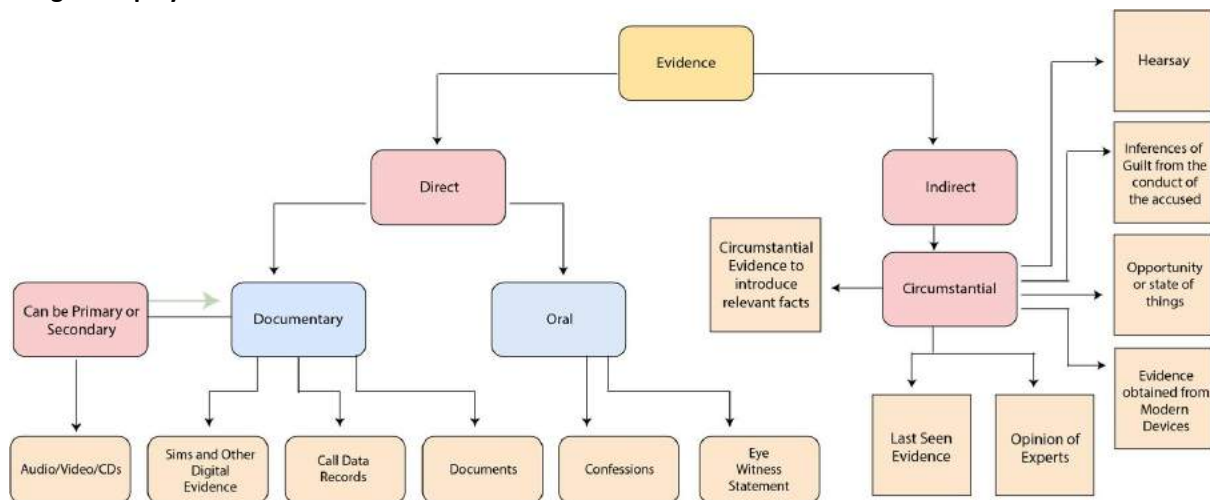 Evidence
Hearsay
Direct
Indirect
Inferences of
Guilt from the
conduct of
the accused
Circumstantial
Evidence to
introduce
relevant facts
Circumstantial
Opportunity
or state of
things
Can be Primary or
Secondary
Documentary
Oral
Evidence
obtained from
Modern
Devices
Last Seen
Evidence
Opinion of
Experts
Audio/Video/CDs
Sims and Other
Digital
Evidence
Call Data
Records
Documents
Confessions
Eye
Witness
Statement